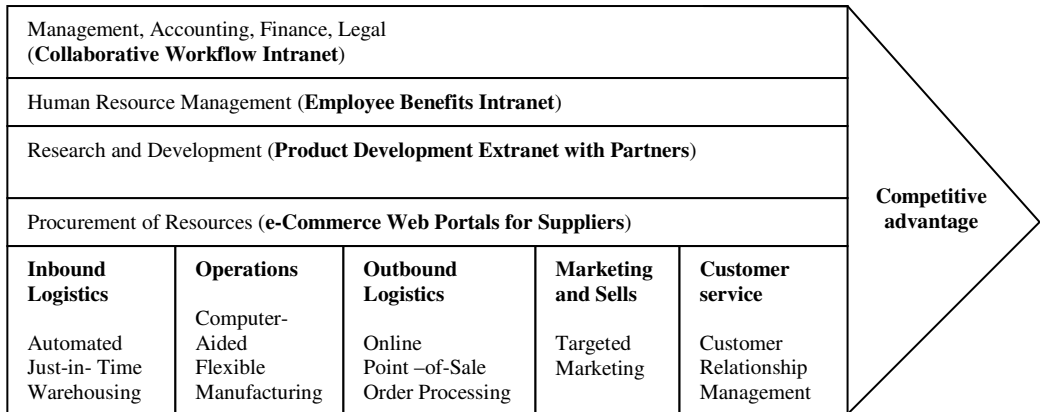 Management, Accounting, Finance, Legal
(Collaborative Workflow Intranet)
Human Resource Management (Employee Benefits Intranet)
Research and Development (Product Development Extranet with Partners)
Procurement of Resources (e-Commerce Web Portals for Suppliers)
Inbound
Logistics
Automated
Just-in- Time
Warehousing
Operations
Computer-
Aided
Flexible
Manufacturing
Outbound
Logistics
Online
Point –of-Sale
Order Processing
Marketing
and Sells
Targeted
Marketing
Customer
service
Customer
Relationship
Management
Competitive
advantage